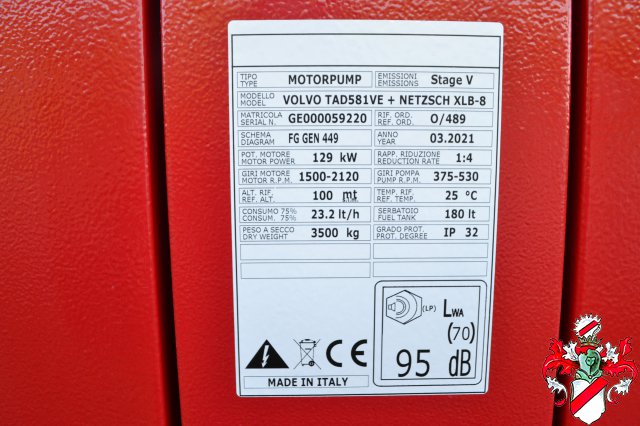 TIPO TYPE MOTORPUMP EMISSIONI EMISSIONS Stage V
MODELLO MODEL VOLVO TAD581VE + NETZSCH XLB-8
MATRICOLA SERIAL N. GE000059220 RIF. ORD. REF. ORD. O/489
SCHEMA DIAGRAM FG GEN 449 ANNO YEAR 03.2021
POT. MOTORE MOTOR POWER 129 kW RAPP. RIDUZIONE REDUCTION RATE 1:4
GIRI MOTORE MOTOR R.P.M. 1500-2120 GIRI POMPA PUMP R.P.M. 375-530
ALT. RIF. REF. ALT. 100 mt TEMP. RIF. REF. TEMP. 25 °C
CONSUMO 75% CONSUM. 75% 23.2 lt/h SERBATOIO FUEL TANK 180 lt
PESO A SECCO DRY WEIGHT 3500 kg GRADO PROT. PROT. DEGREE IP 32
(LP) LWA
(70)
95 dB
CE
MADE IN ITALY